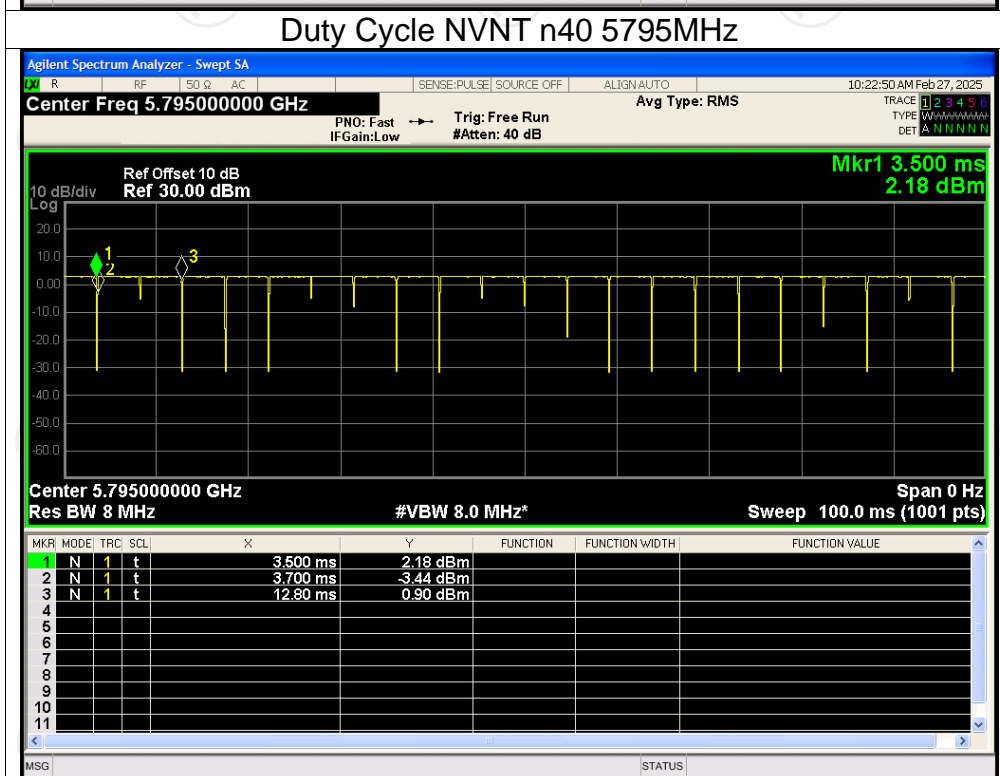 Duty Cycle NVNT n40 5795MHz
Agilent Spectrum Analyzer - Swept SA
LXI R RF 50 Ω AC SENSE:PULSE SOURCE OFF ALIGN AUTO 10:22:50 AM Feb 27, 2025
Center Freq 5.795000000 GHz Avg Type: RMS TRACE 1 2 3 4 5 6
PNO: Fast Trig: Free Run TYPE W
IFGain:Low #Atten: 40 dB DET A N N N N N
Mkr1 3.500 ms
Ref Offset 10 dB
10 dB/div Ref 30.00 dBm 2.18 dBm
Log
20.0
10.0
0.00
-10.0
-20.0
-30.0
-40.0
-50.0
-60.0
1
2
3
Center 5.795000000 GHz Span 0 Hz
Res BW 8 MHz #VBW 8.0 MHz* Sweep 100.0 ms (1001 pts)
MKR MODE TRC SCL X Y FUNCTION FUNCTION WIDTH FUNCTION VALUE
1 N 1 t 3.500 ms 2.18 dBm
2 N 1 t 3.700 ms -3.44 dBm
3 N 1 t 12.80 ms 0.90 dBm
4
5
6
7
8
9
10
11
MSG STATUS